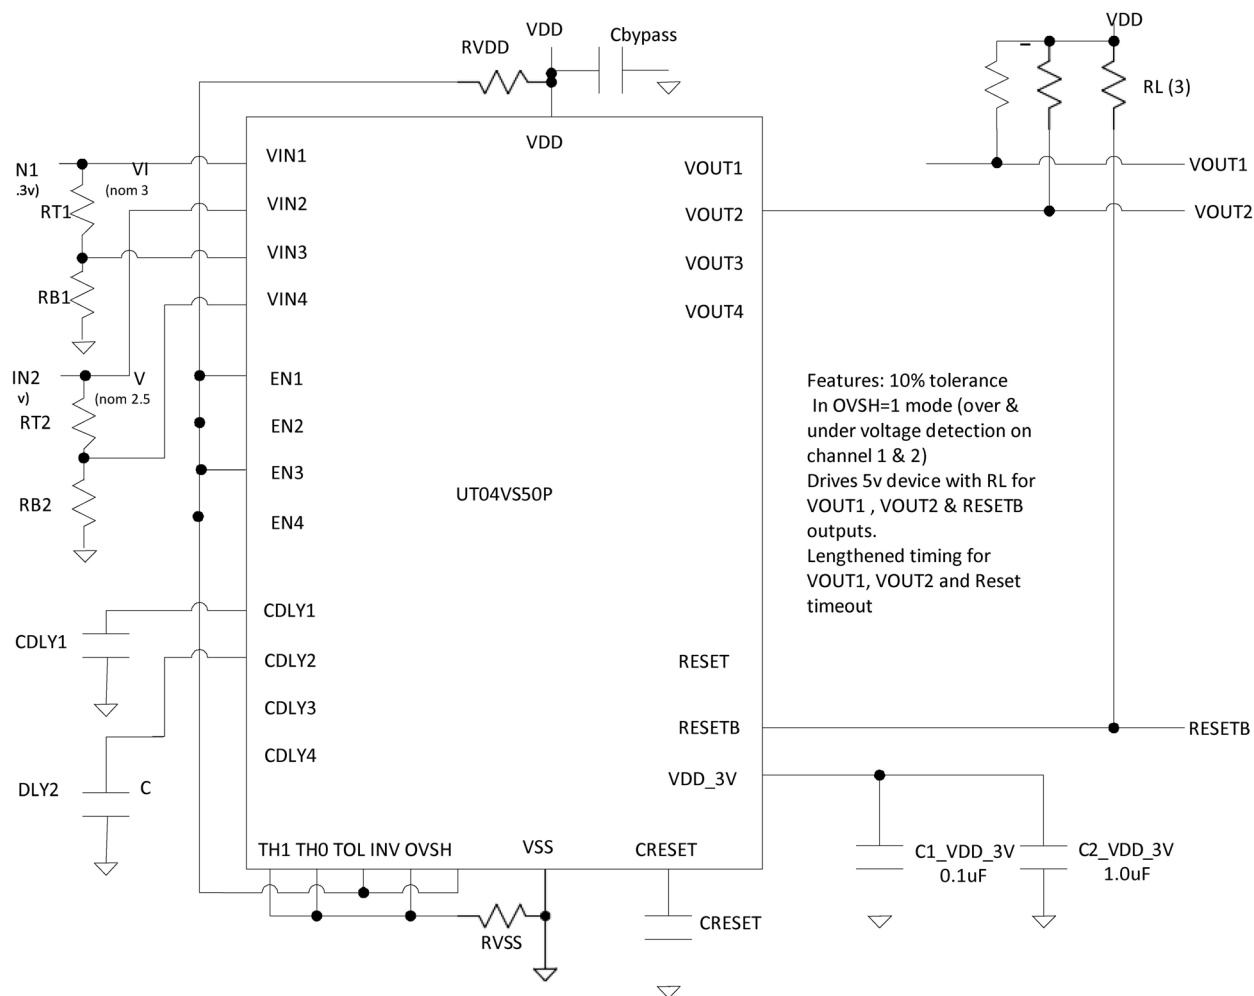 VDD
VDD
Cbypass
RVDD
RL (3)
VDD
N1
VI
.3v)
(nom 3
RT1
RB1
IN2
V
v)
(nom 2.5
RT2
RB2
VIN1
VIN2
VIN3
VIN4
EN1
EN2
EN3
EN4
CDLY1
CDLY2
CDLY3
CDLY4
CDLY1
DLY2
C
UT04VS50P
VOUT1
VOUT2
VOUT3
VOUT4
VOUT1
VOUT2
Features: 10% tolerance
In OVSH=1 mode (over &
under voltage detection on
channel 1 & 2)
Drives 5v device with RL for
VOUT1 , VOUT2 & RESETB
outputs.
Lengthened timing for
VOUT1, VOUT2 and Reset
timeout
RESET
RESETB
RESETB
VDD_3V
TH1 TH0 TOL INV OVSH
VSS
CRESET
C1_VDD_3V
0.1uF
C2_VDD_3V
1.0uF
RVSS
CRESET